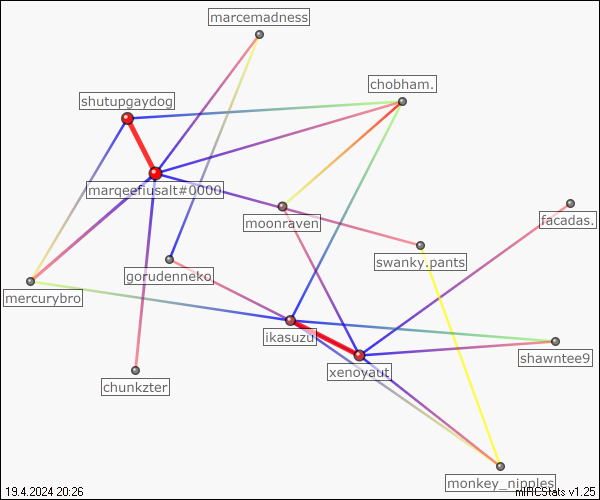 marcemadness
chobham.
shutupgaydog
marqeefiusalt#0000
moonraven
facadas.
swanky.pants
gorudenneko
mercurybro
ikasuzu
shawntee9
xenoyaut
chunkzter
monkey_nipples
19.4.2024 20:26
mIRCStats v1.25